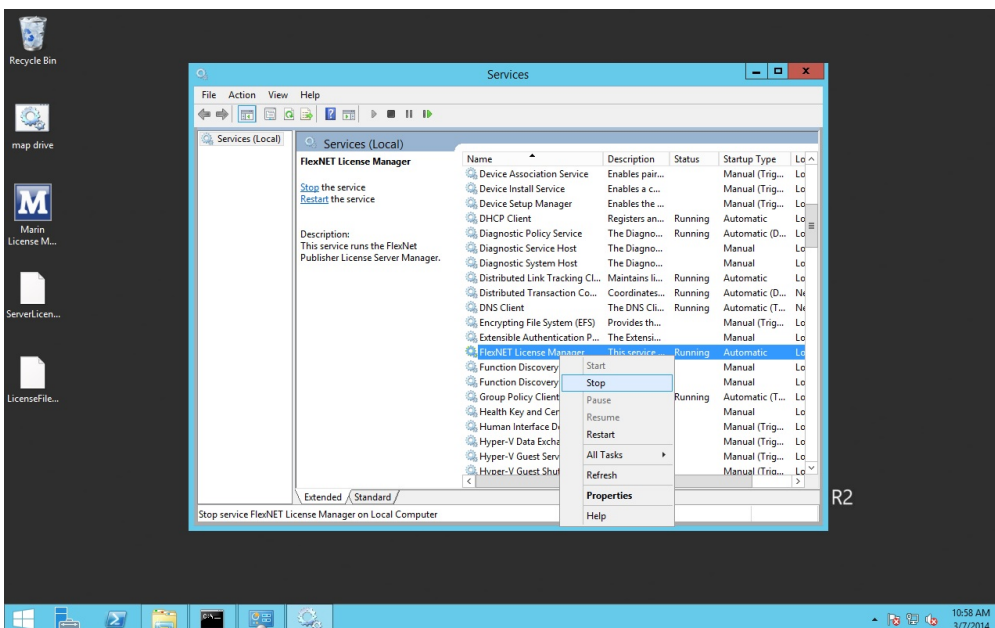 Recycle Bin
map drive
M
Marin
License M...
ServerLicen...
LicenseFile...
Services
File Action View Help
Services (Local)
Services (Local)
FlexNET License Manager
Stop the service
Restart the service
Description:
This service runs the FlexNet
Publisher License Server Manager.
Name Description Status Startup Type Lo
Device Association Service Enables pair... Manual (Trig... Lo
Device Install Service Enables a c... Manual (Trig... Lo
Device Setup Manager Enables the ... Manual (Trig... Lo
DHCP Client Registers an... Running Automatic Lo
Diagnostic Policy Service The Diagno... Running Automatic (D... Lo
Diagnostic Service Host The Diagno... Manual Lo
Diagnostic System Host The Diagno... Manual Lo
Distributed Link Tracking Cl... Maintains li... Running Automatic Lo
Distributed Transaction Co... Coordinates... Running Automatic (D... Ne
DNS Client The DNS Cli... Running Automatic (T... Ne
Encrypting File System (EFS) Provides th... Manual (Trig... Lo
Extensible Authentication P... The Extensi... Manual Lo
FlexNET License Manager This service ... Running Automatic Lo
Function Discovery Manual Lo
Function Discovery Manual Lo
Group Policy Client Running Automatic (T... Lo
Health Key and Cer Manual Lo
Human Interface D Manual (Trig... Lo
Hyper-V Data Excha Manual (Trig... Lo
Hyper-V Guest Serv Manual (Trig... Lo
Hyper-V Guest Shut Manual (Trig... Lo
Start
Stop
Pause
Resume
Restart
All Tasks
Refresh
Properties
Help
Extended Standard
Stop service FlexNET License Manager on Local Computer
R2
10:58 AM
3/7/2014